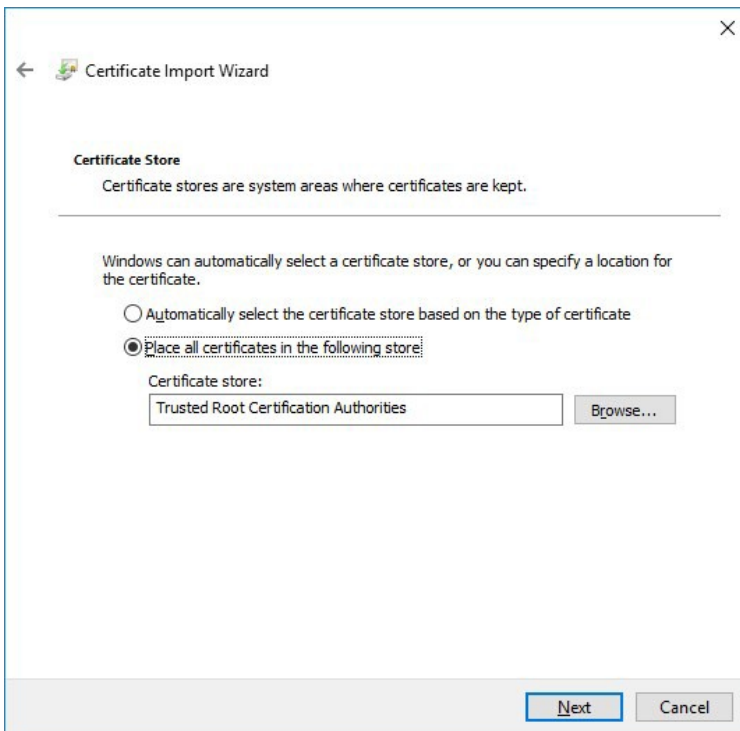 Certificate Import Wizard
Certificate Store
Certificate stores are system areas where certificates are kept.
Windows can automatically select a certificate store, or you can specify a location for
the certificate.
Automatically select the certificate store based on the type of certificate
Place all certificates in the following store
Certificate store:
Trusted Root Certification Authorities
Browse...
Next
Cancel